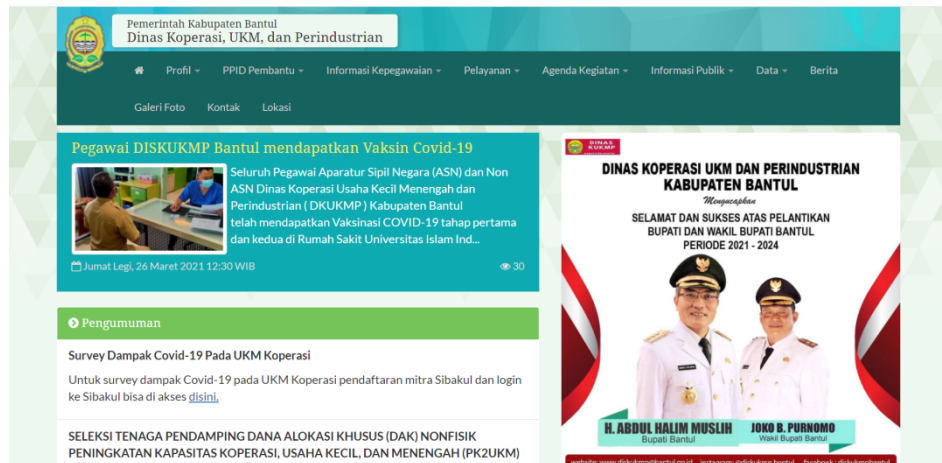 Pemerintah Kabupaten Bantul
Dinas Koperasi, UKM, dan Perindustrian
Profil
PPID Pembantu
Informasi Kepegawaian
Pelayanan
Agenda Kegiatan
Informasi Publik
Data
Berita
Galeri Foto
Kontak
Lokasi
Pegawai DISKUKMP Bantul mendapatkan Vaksin Covid-19
Seluruh Pegawai Aparatur Sipil Negara (ASN) dan Non
ASN Dinas Koperasi Usaha Kecil Menengah dan
Perindustrian ( DKUKMP ) Kabupaten Bantul
telah mendapatkan Vaksinasi COVID-19 tahap pertama
dan kedua di Rumah Sakit Universitas Islam Ind...
Jumat Legi, 26 Maret 2021 12:30 WIB
30
Pengumuman
Survey Dampak Covid-19 Pada UKM Koperasi
Untuk survey dampak Covid-19 pada UKM Koperasi pendaftaran mitra Sibakul dan login
ke Sibakul bisa di akses disini.
SELEKSI TENAGA PENDAMPING DANA ALOKASI KHUSUS (DAK) NONFISIK
PENINGKATAN KAPASITAS KOPERASI, USAHA KECIL, DAN MENENGAH (PK2UKM)
DINAS
KUKMP
DINAS KOPERASI UKM DAN PERINDUSTRIAN
KABUPATEN BANTUL
Mengucapkan
SELAMAT DAN SUKSES ATAS PELANTIKAN
BUPATI DAN WAKIL BUPATI BANTUL
PERIODE 2021 - 2024
H. ABDUL HALIM MUSLIH
Bupati Bantul
JOKO B. PURNOMO
Wakil Bupati Bantul